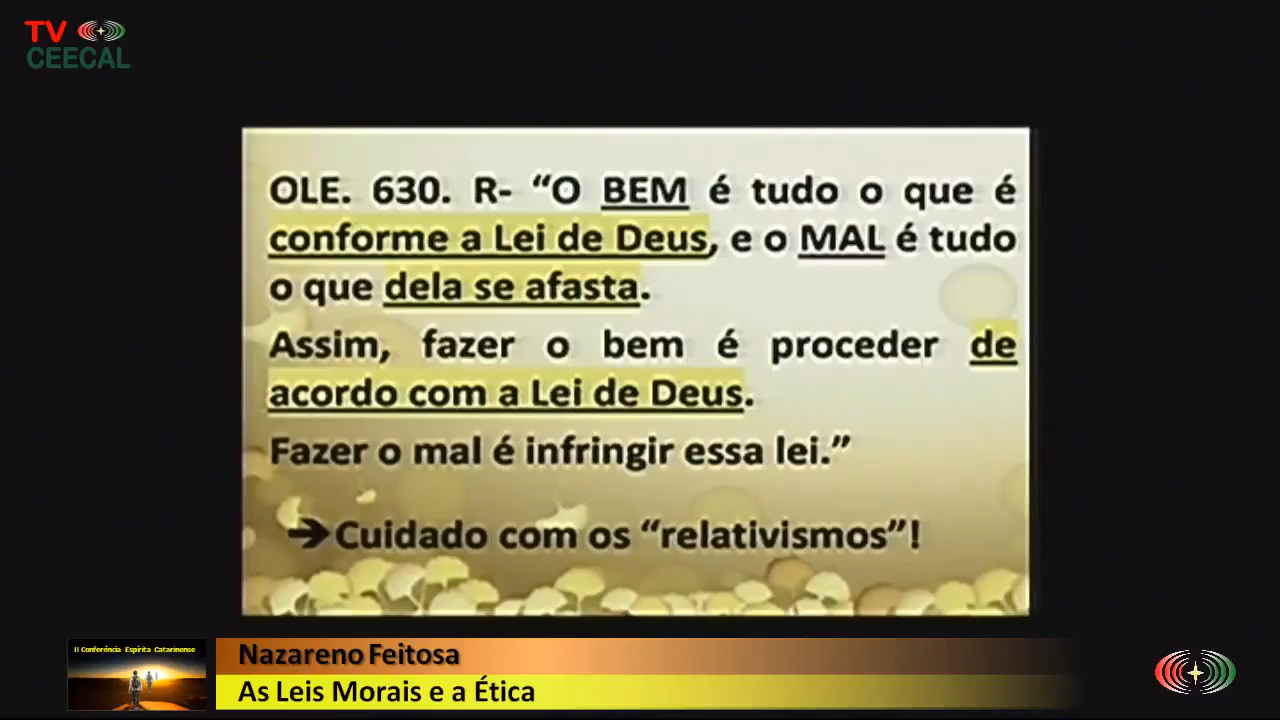 TV
CEECAL
OLE. 630. R- “O BEM é tudo o que é
conforme a Lei de Deus, e o MAL é tudo
o que dela se afasta.
Assim, fazer o bem é proceder de
acordo com a Lei de Deus.
Fazer o mal é infringir essa lei.”
➔Cuidado com os “relativismos”!
II Conferência Espírita Catarinense
Nazareno Feitosa
As Leis Morais e a Ética